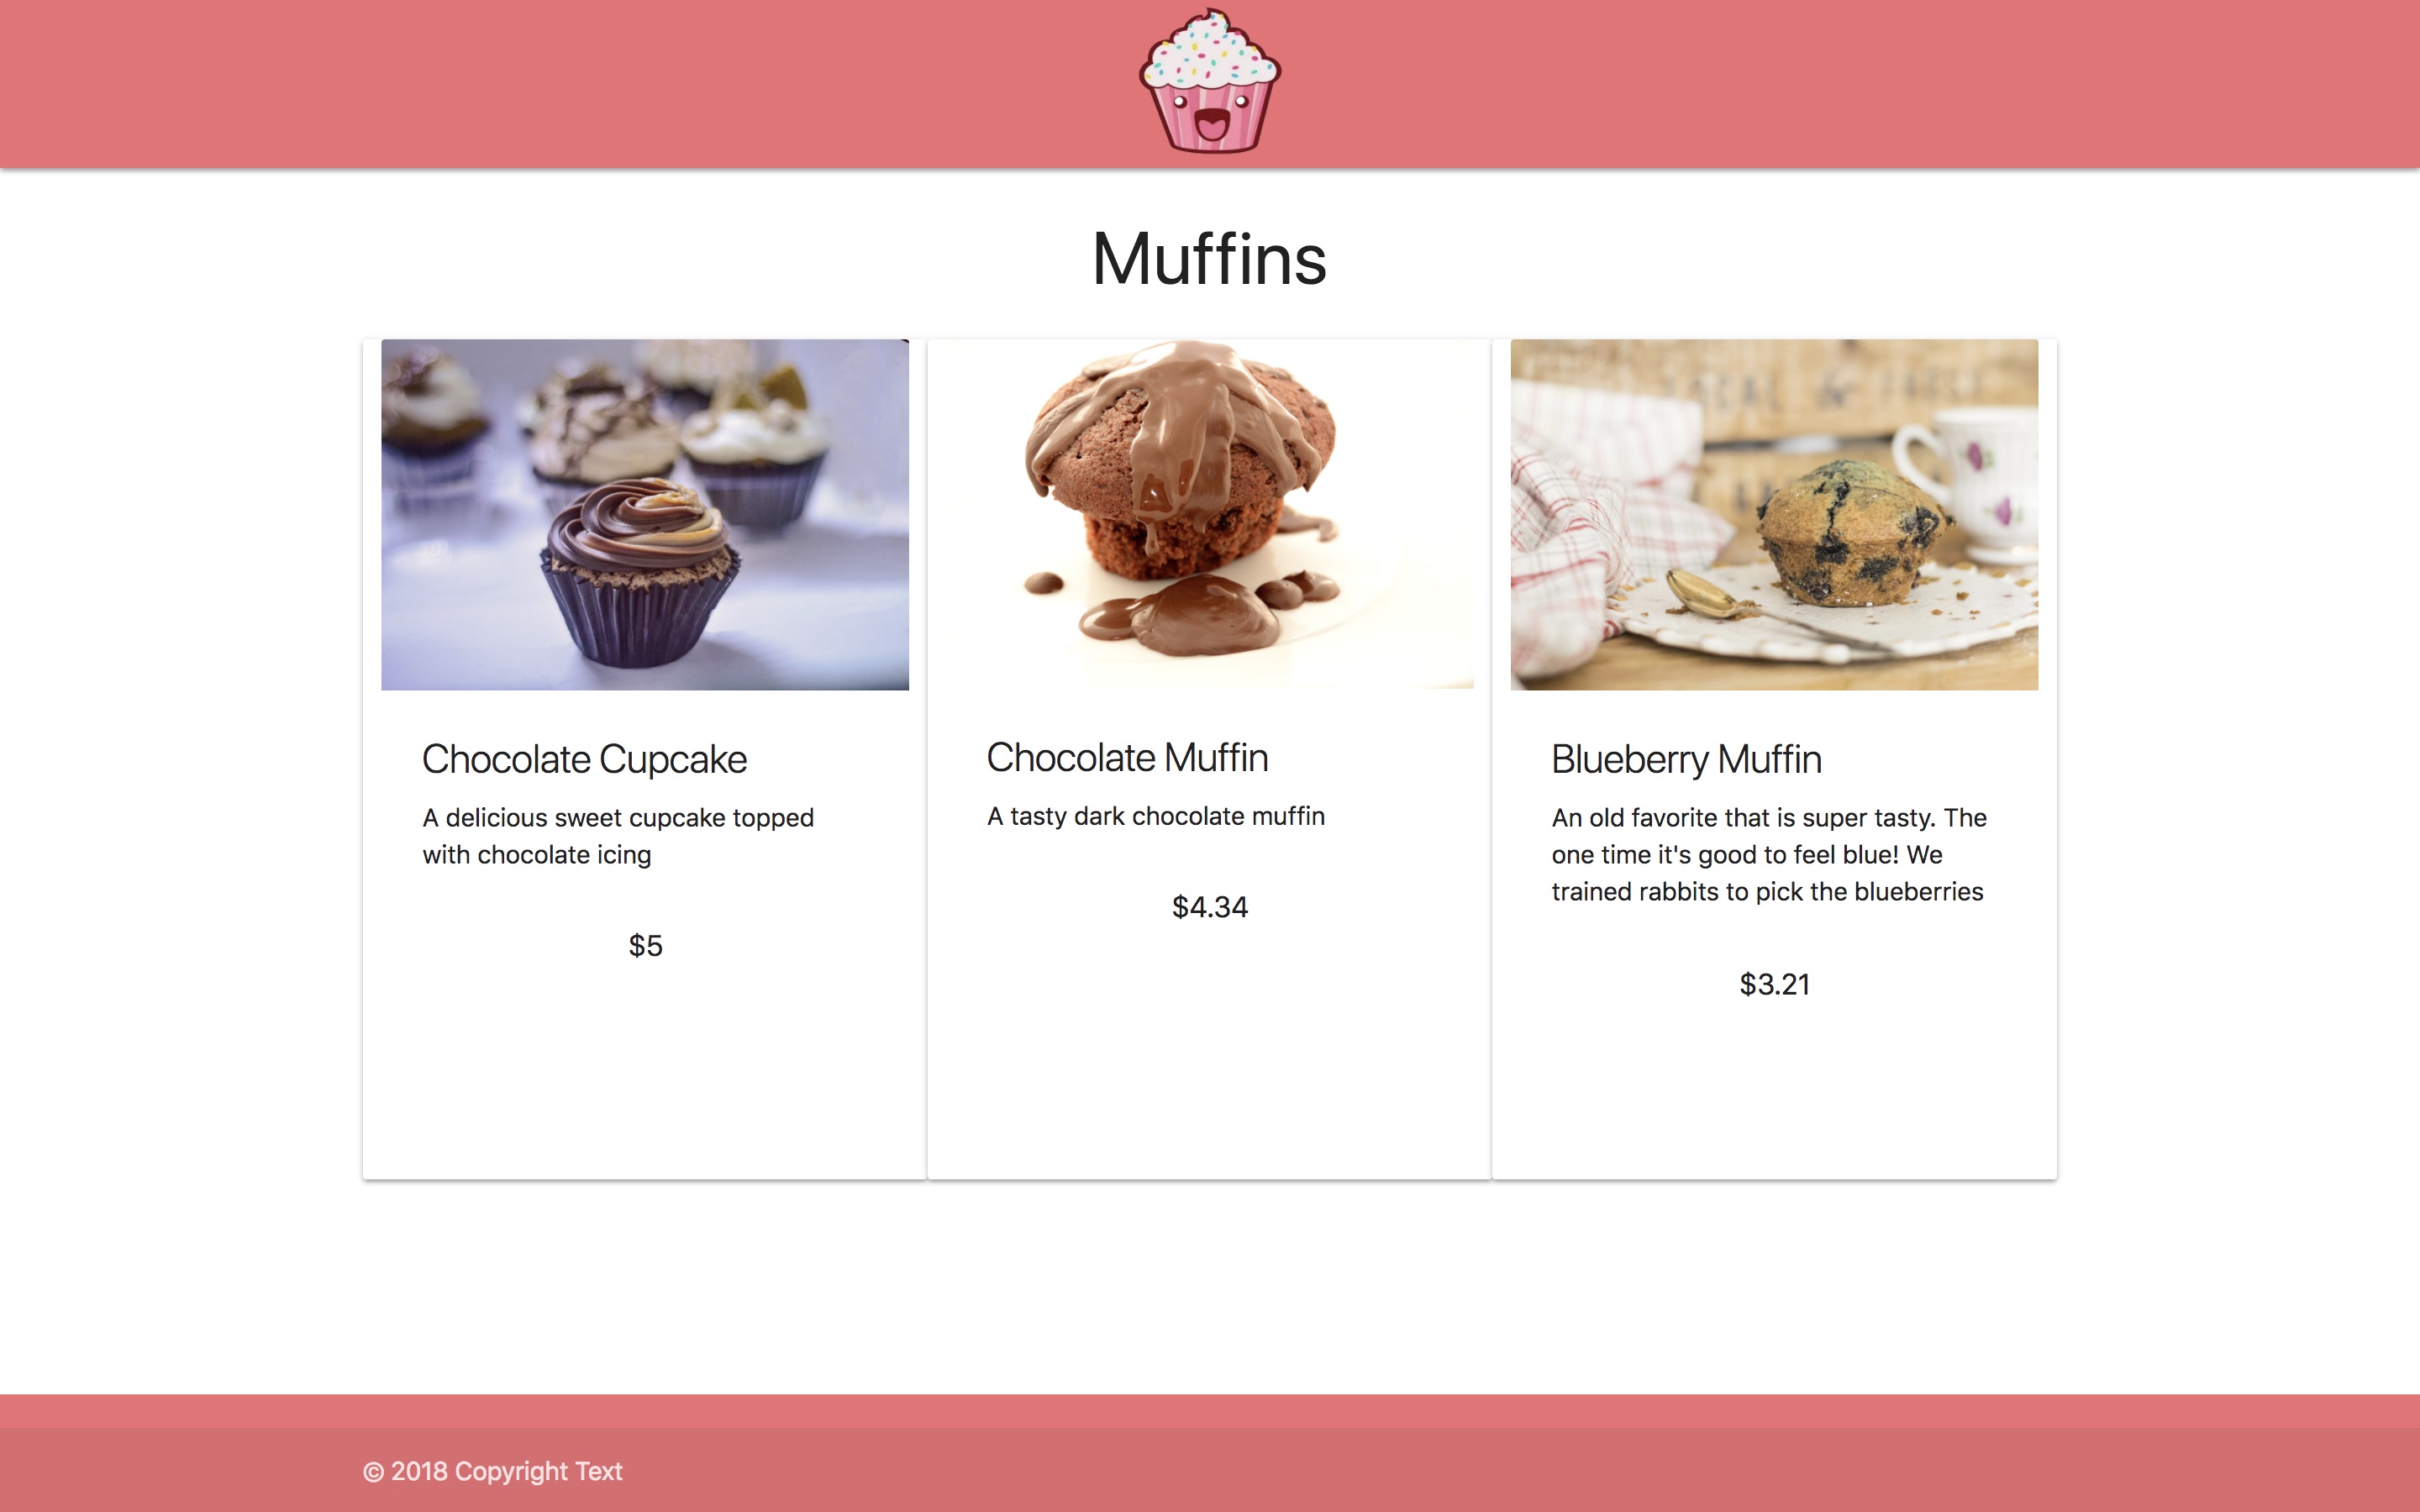 Muffins
Chocolate Cupcake
A delicious sweet cupcake topped
with chocolate icing
$5
Chocolate Muffin
A tasty dark chocolate muffin
$4.34
Blueberry Muffin
An old favorite that is super tasty. The
one time it's good to feel blue! We
trained rabbits to pick the blueberries
$3.21
© 2018 Copyright Text